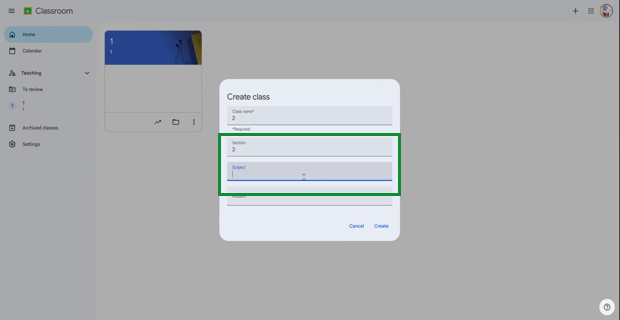 Classroom
Home
Calendar
Teaching
To review
1
1
1
Archived classes
Settings
1
1
Create class
Class name*
2
*Required
Section
2
Subject
Cancel
Create